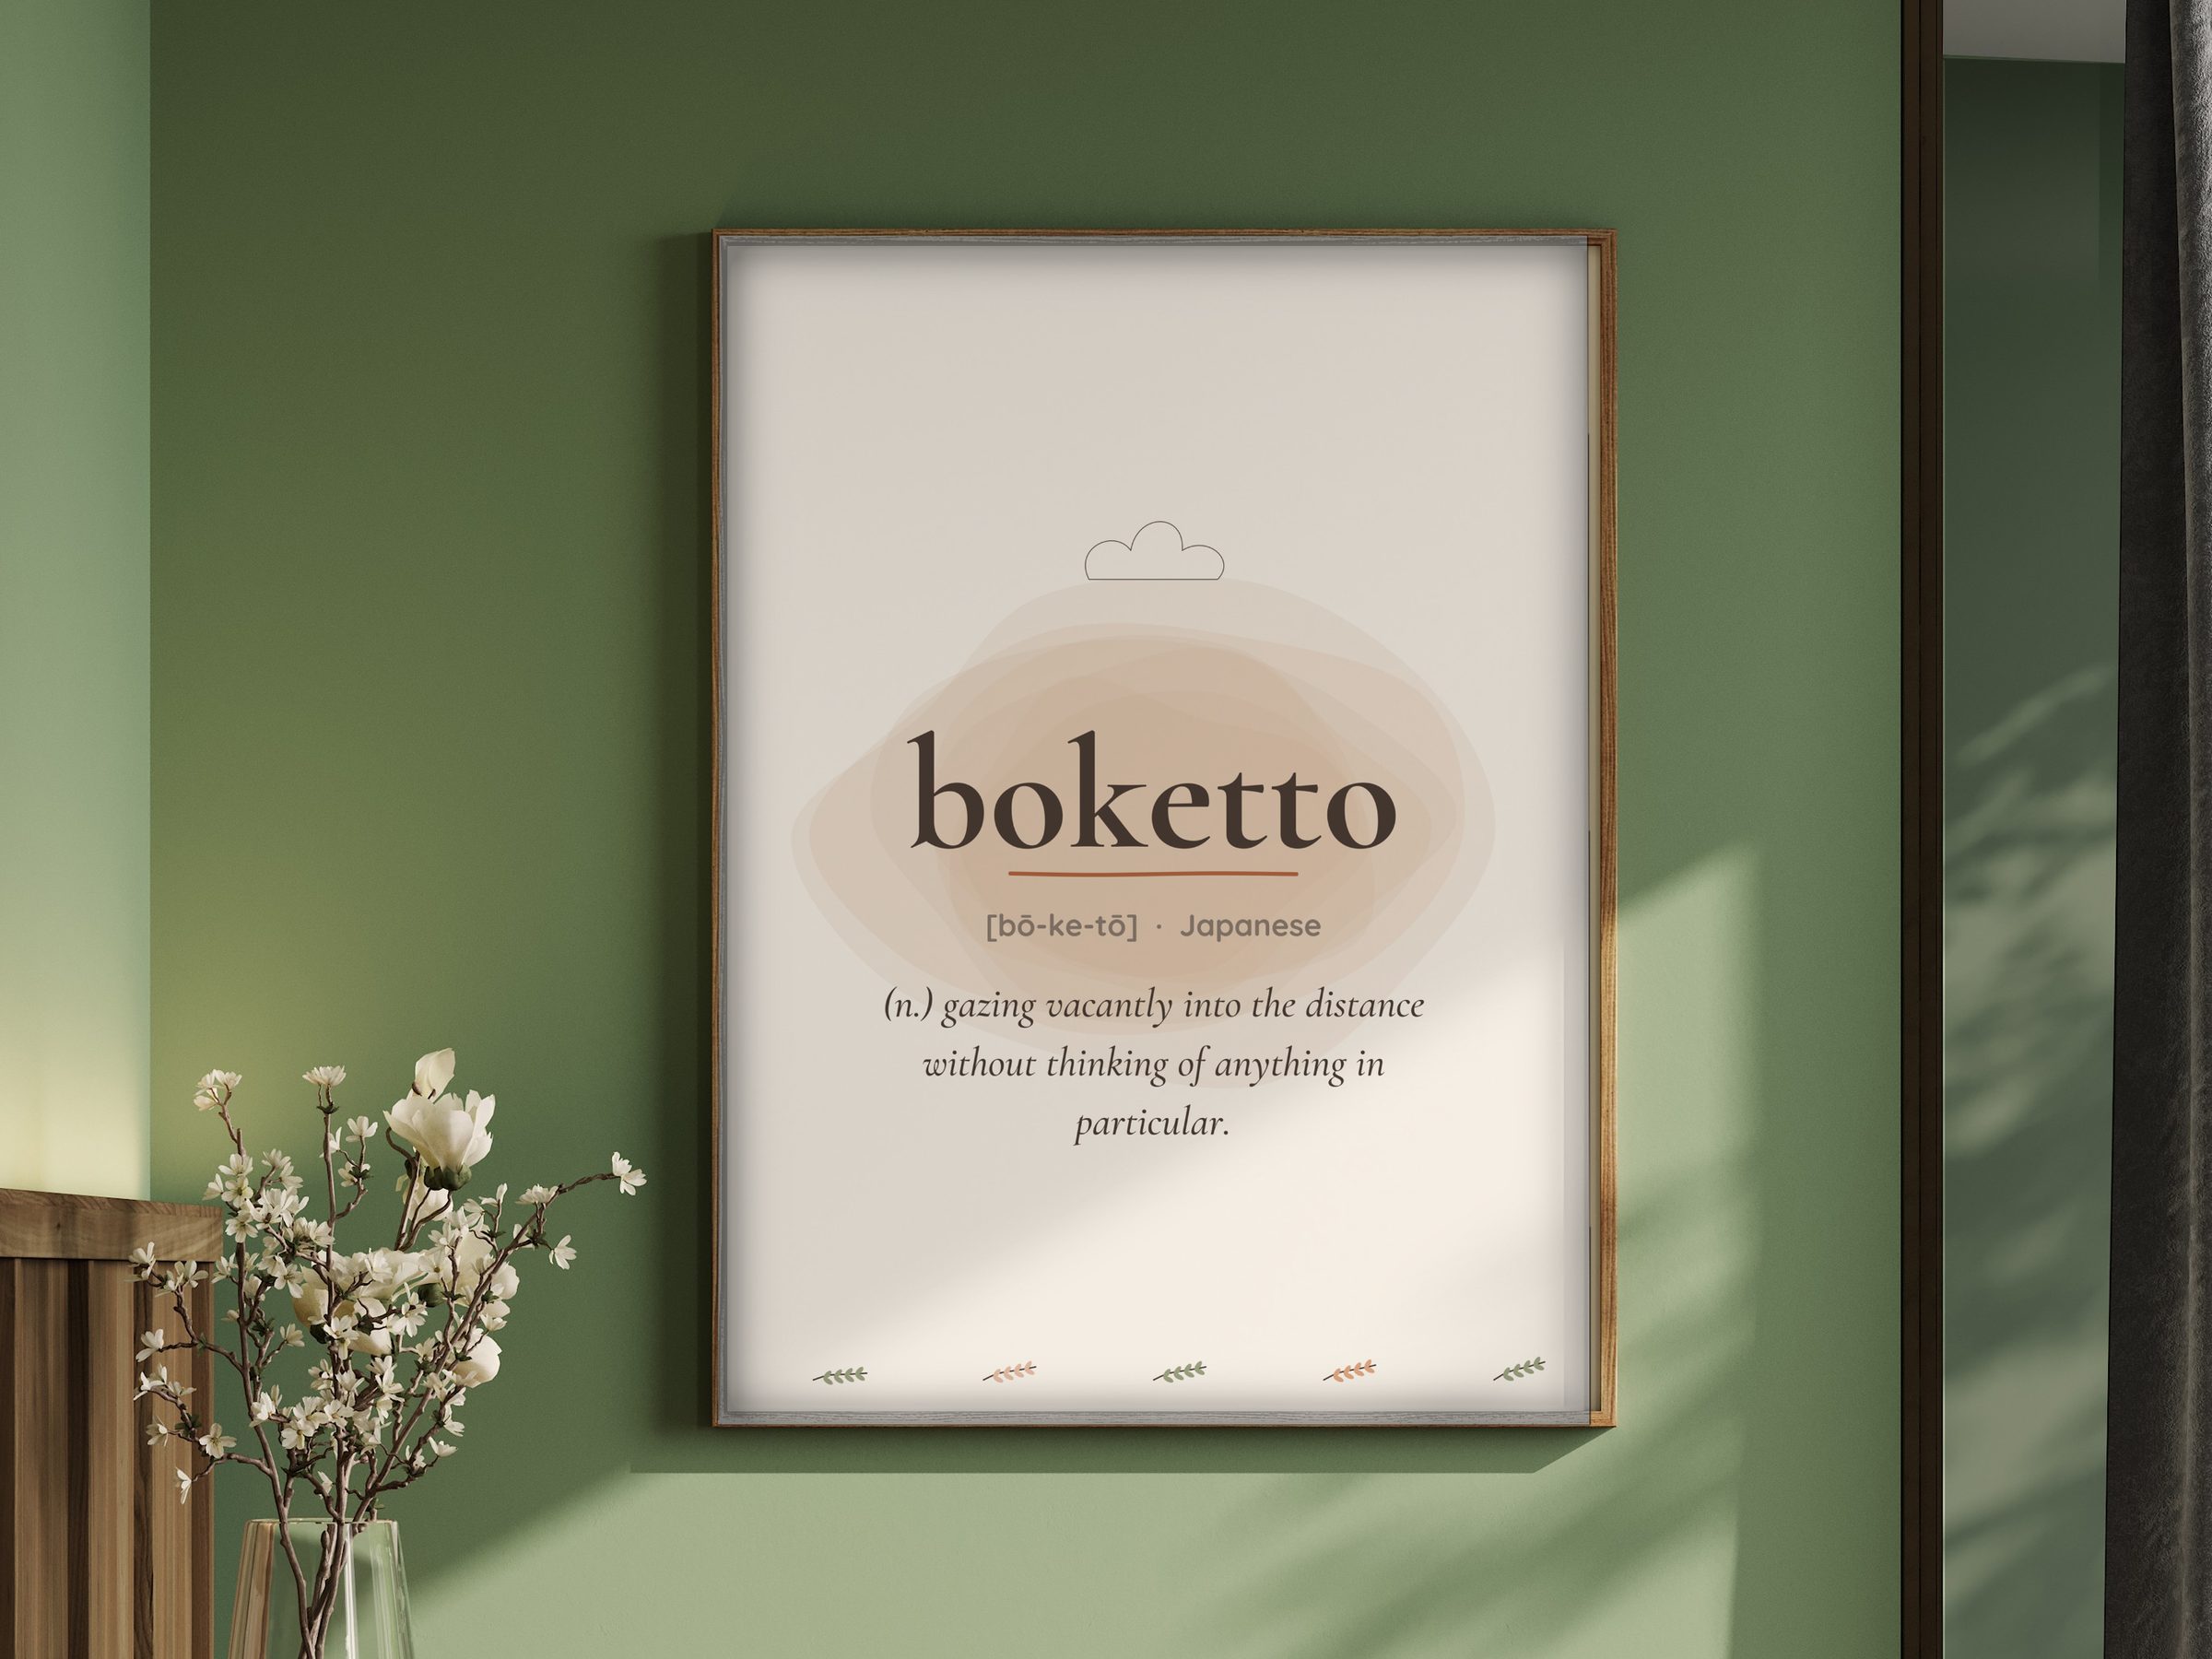 boketto
[bō-ke-tō] · Japanese
(n.) gazing vacantly into the distance
without thinking of anything in
particular.